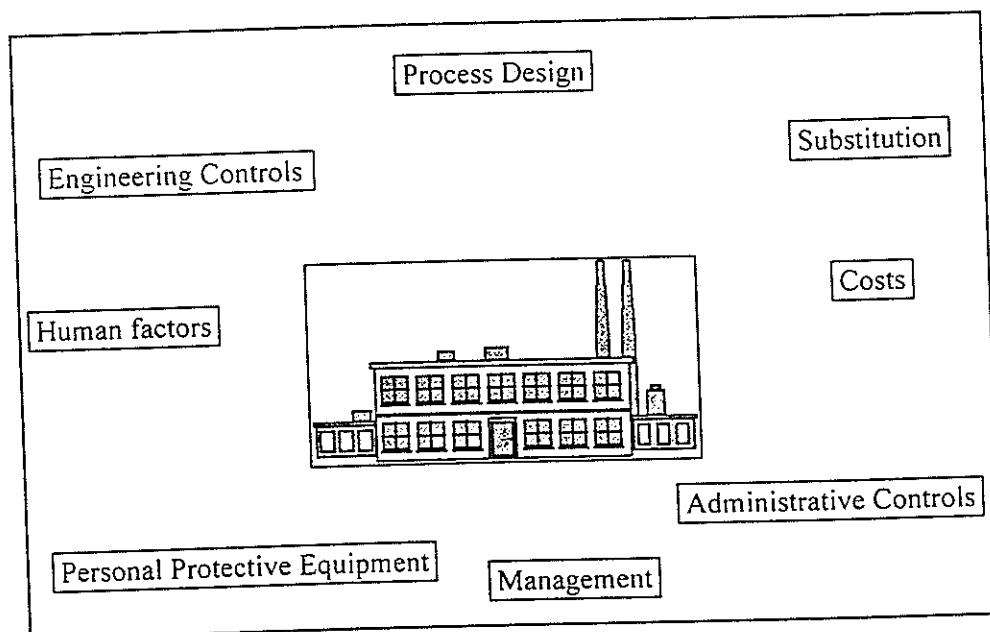 Process Design
Substitution
Engineering Controls
Costs
Human factors
Administrative Controls
Personal Protective Equipment
Management